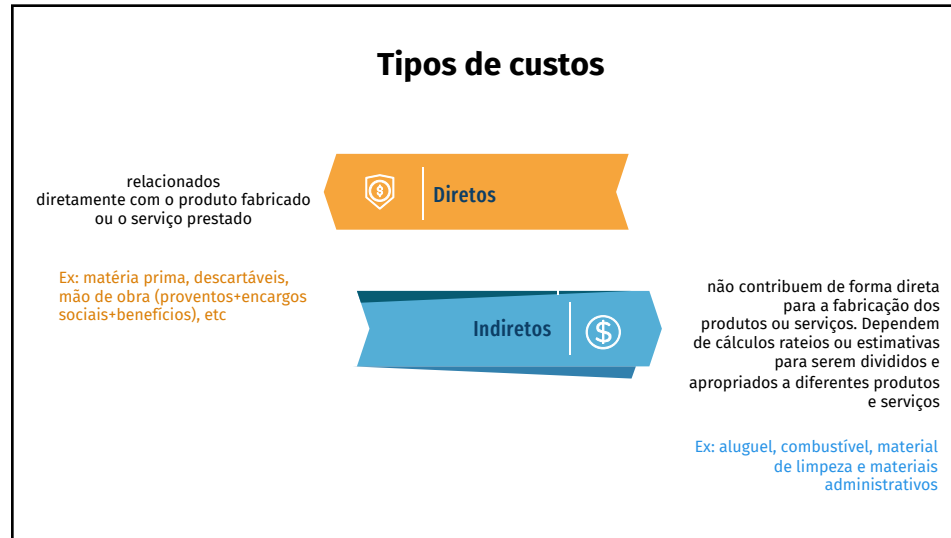 Tipos de custos
relacionados
diretamente com o produto fabricado
ou o serviço prestado
Diretos
Ex: matéria prima, descartáveis,
mão de obra (proventos+encargos
sociais+benefícios), etc
Indiretos
não contribuem de forma direta
para a fabricação dos
produtos ou serviços. Dependem
de cálculos rateios ou estimativas
para serem divididos e
apropriados a diferentes produtos
e serviços
Ex: aluguel, combustível, material
de limpeza e materiais
administrativos